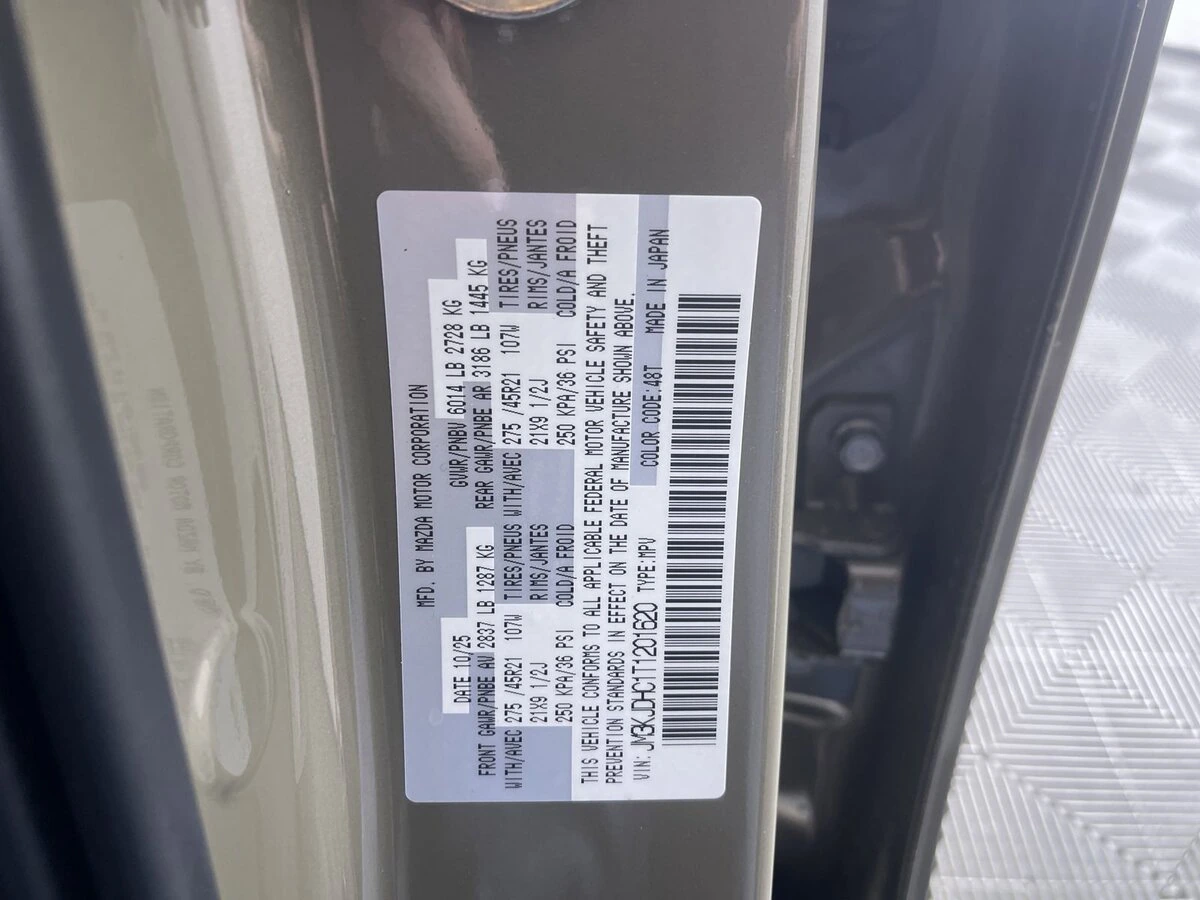 MFD. BY MAZDA MOTOR CORPORATION
DATE 10/25 GVWR/PNBV 6014 LB 2728 KG
FRONT GAWR/PNBE AV 2837 LB 1287 KG REAR GAWR/PNBE AR 3186 LB 1445 KG
WITH/AVEC 275 /45R21 107W TIRES/PNEUS WITH/AVEC 275 /45R21 107W TIRES/PNEUS
21X9 1/2J RIMS/JANTES 21X9 1/2J RIMS/JANTES
250 KPA/36 PSI COLD/A FROID 250 KPA/36 PSI COLD/A FROID
THIS VEHICLE CONFORMS TO ALL APPLICABLE FEDERAL MOTOR VEHICLE SAFETY AND THEFT
PREVENTION STANDARDS IN EFFECT ON THE DATE OF MANUFACTURE SHOWN ABOVE.
VIN: JM3KJDHC1T1201620 TYPE:MPV COLOR CODE:48T MADE IN JAPAN